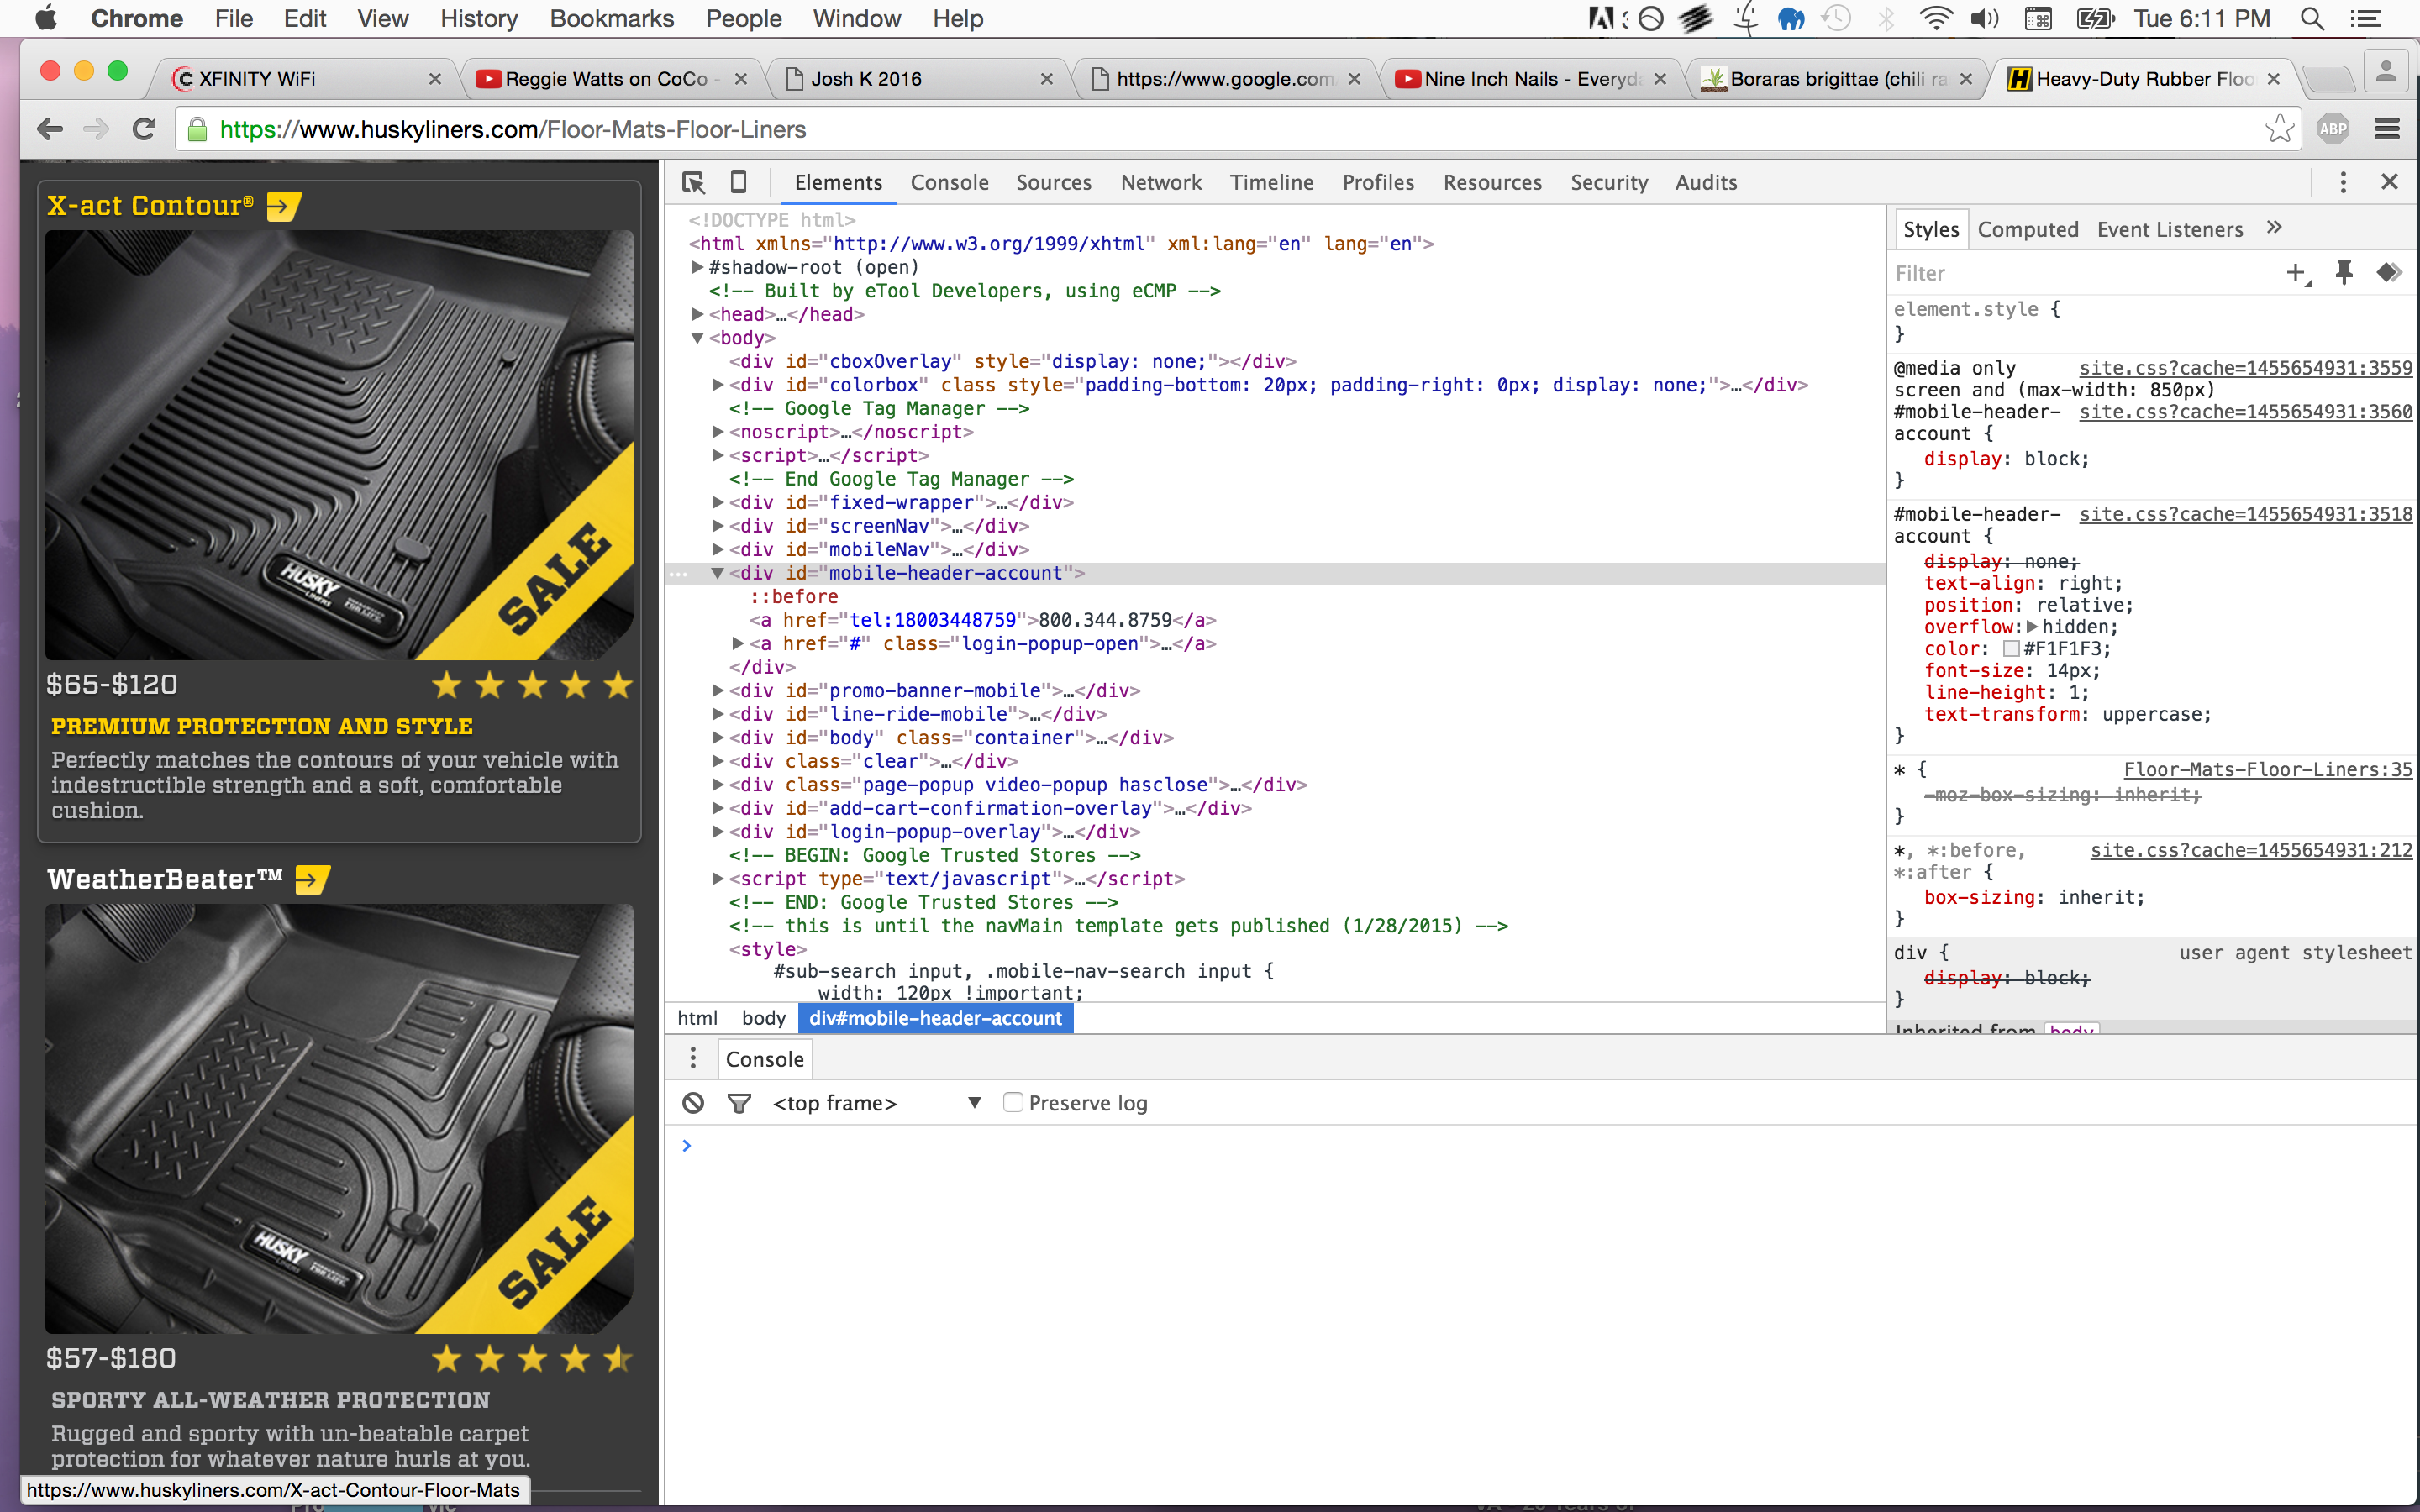 Chrome File Edit View History Bookmarks People Window Help
Tue 6:11 PM
XFINITY WiFi
Reggie Watts on CoCo -
Josh K 2016
https://www.google.com
Nine Inch Nails - Everyda
Boraras brigittae (chili ra
Heavy-Duty Rubber Floo
https://www.huskyliners.com/Floor-Mats-Floor-Liners
ABP
X-act Contour®
HUSKY
LINERS
SALE
$65-$120
PREMIUM PROTECTION AND STYLE
Perfectly matches the contours of your vehicle with
indestructible strength and a soft, comfortable
cushion.
WeatherBeater™
HUSKY
LINERS
SALE
$57-$180
SPORTY ALL-WEATHER PROTECTION
Rugged and sporty with un-beatable carpet
protection for whatever nature hurls at you.
https://www.huskyliners.com/X-act-Contour-Floor-Mats
Elements Console Sources Network Timeline Profiles Resources Security Audits
<!DOCTYPE html>
<html xmlns="http://www.w3.org/1999/xhtml" xml:lang="en" lang="en">
▶#shadow-root (open)
<!-- Built by eTool Developers, using eCMP -->
▶<head>…</head>
▼<body>
<div id="cboxOverlay" style="display: none;"></div>
▶<div id="colorbox" class style="padding-bottom: 20px; padding-right: 0px; display: none;">…</div>
<!-- Google Tag Manager -->
▶<noscript>…</noscript>
▶<script>…</script>
<!-- End Google Tag Manager -->
▶<div id="fixed-wrapper">…</div>
▶<div id="screenNav">…</div>
▶<div id="mobileNav">…</div>
▼<div id="mobile-header-account">
::before
<a href="tel:18003448759">800.344.8759</a>
▶<a href="#" class="login-popup-open">…</a>
</div>
▶<div id="promo-banner-mobile">…</div>
▶<div id="line-ride-mobile">…</div>
▶<div id="body" class="container">…</div>
▶<div class="clear">…</div>
▶<div class="page-popup video-popup hasclose">…</div>
▶<div id="add-cart-confirmation-overlay">…</div>
▶<div id="login-popup-overlay">…</div>
<!-- BEGIN: Google Trusted Stores -->
▶<script type="text/javascript">…</script>
<!-- END: Google Trusted Stores -->
<!-- this is until the navMain template gets published (1/28/2015) -->
<style>
#sub-search input, .mobile-nav-search input {
width: 120px !important;
html body div#mobile-header-account
Styles Computed Event Listeners »
Filter
element.style {
}
@media only site.css?cache=1455654931:3559
screen and (max-width: 850px)
#mobile-header- site.css?cache=1455654931:3560
account {
display: block;
}
#mobile-header- site.css?cache=1455654931:3518
account {
display: none;
text-align: right;
position: relative;
overflow:▶hidden;
color: #F1F1F3;
font-size: 14px;
line-height: 1;
text-transform: uppercase;
}
* { Floor-Mats-Floor-Liners:35
-moz-box-sizing: inherit;
}
*, *:before, site.css?cache=1455654931:212
*:after {
box-sizing: inherit;
}
div { user agent stylesheet
display: block;
}
Inherited from body
Console
<top frame> ▼ Preserve log